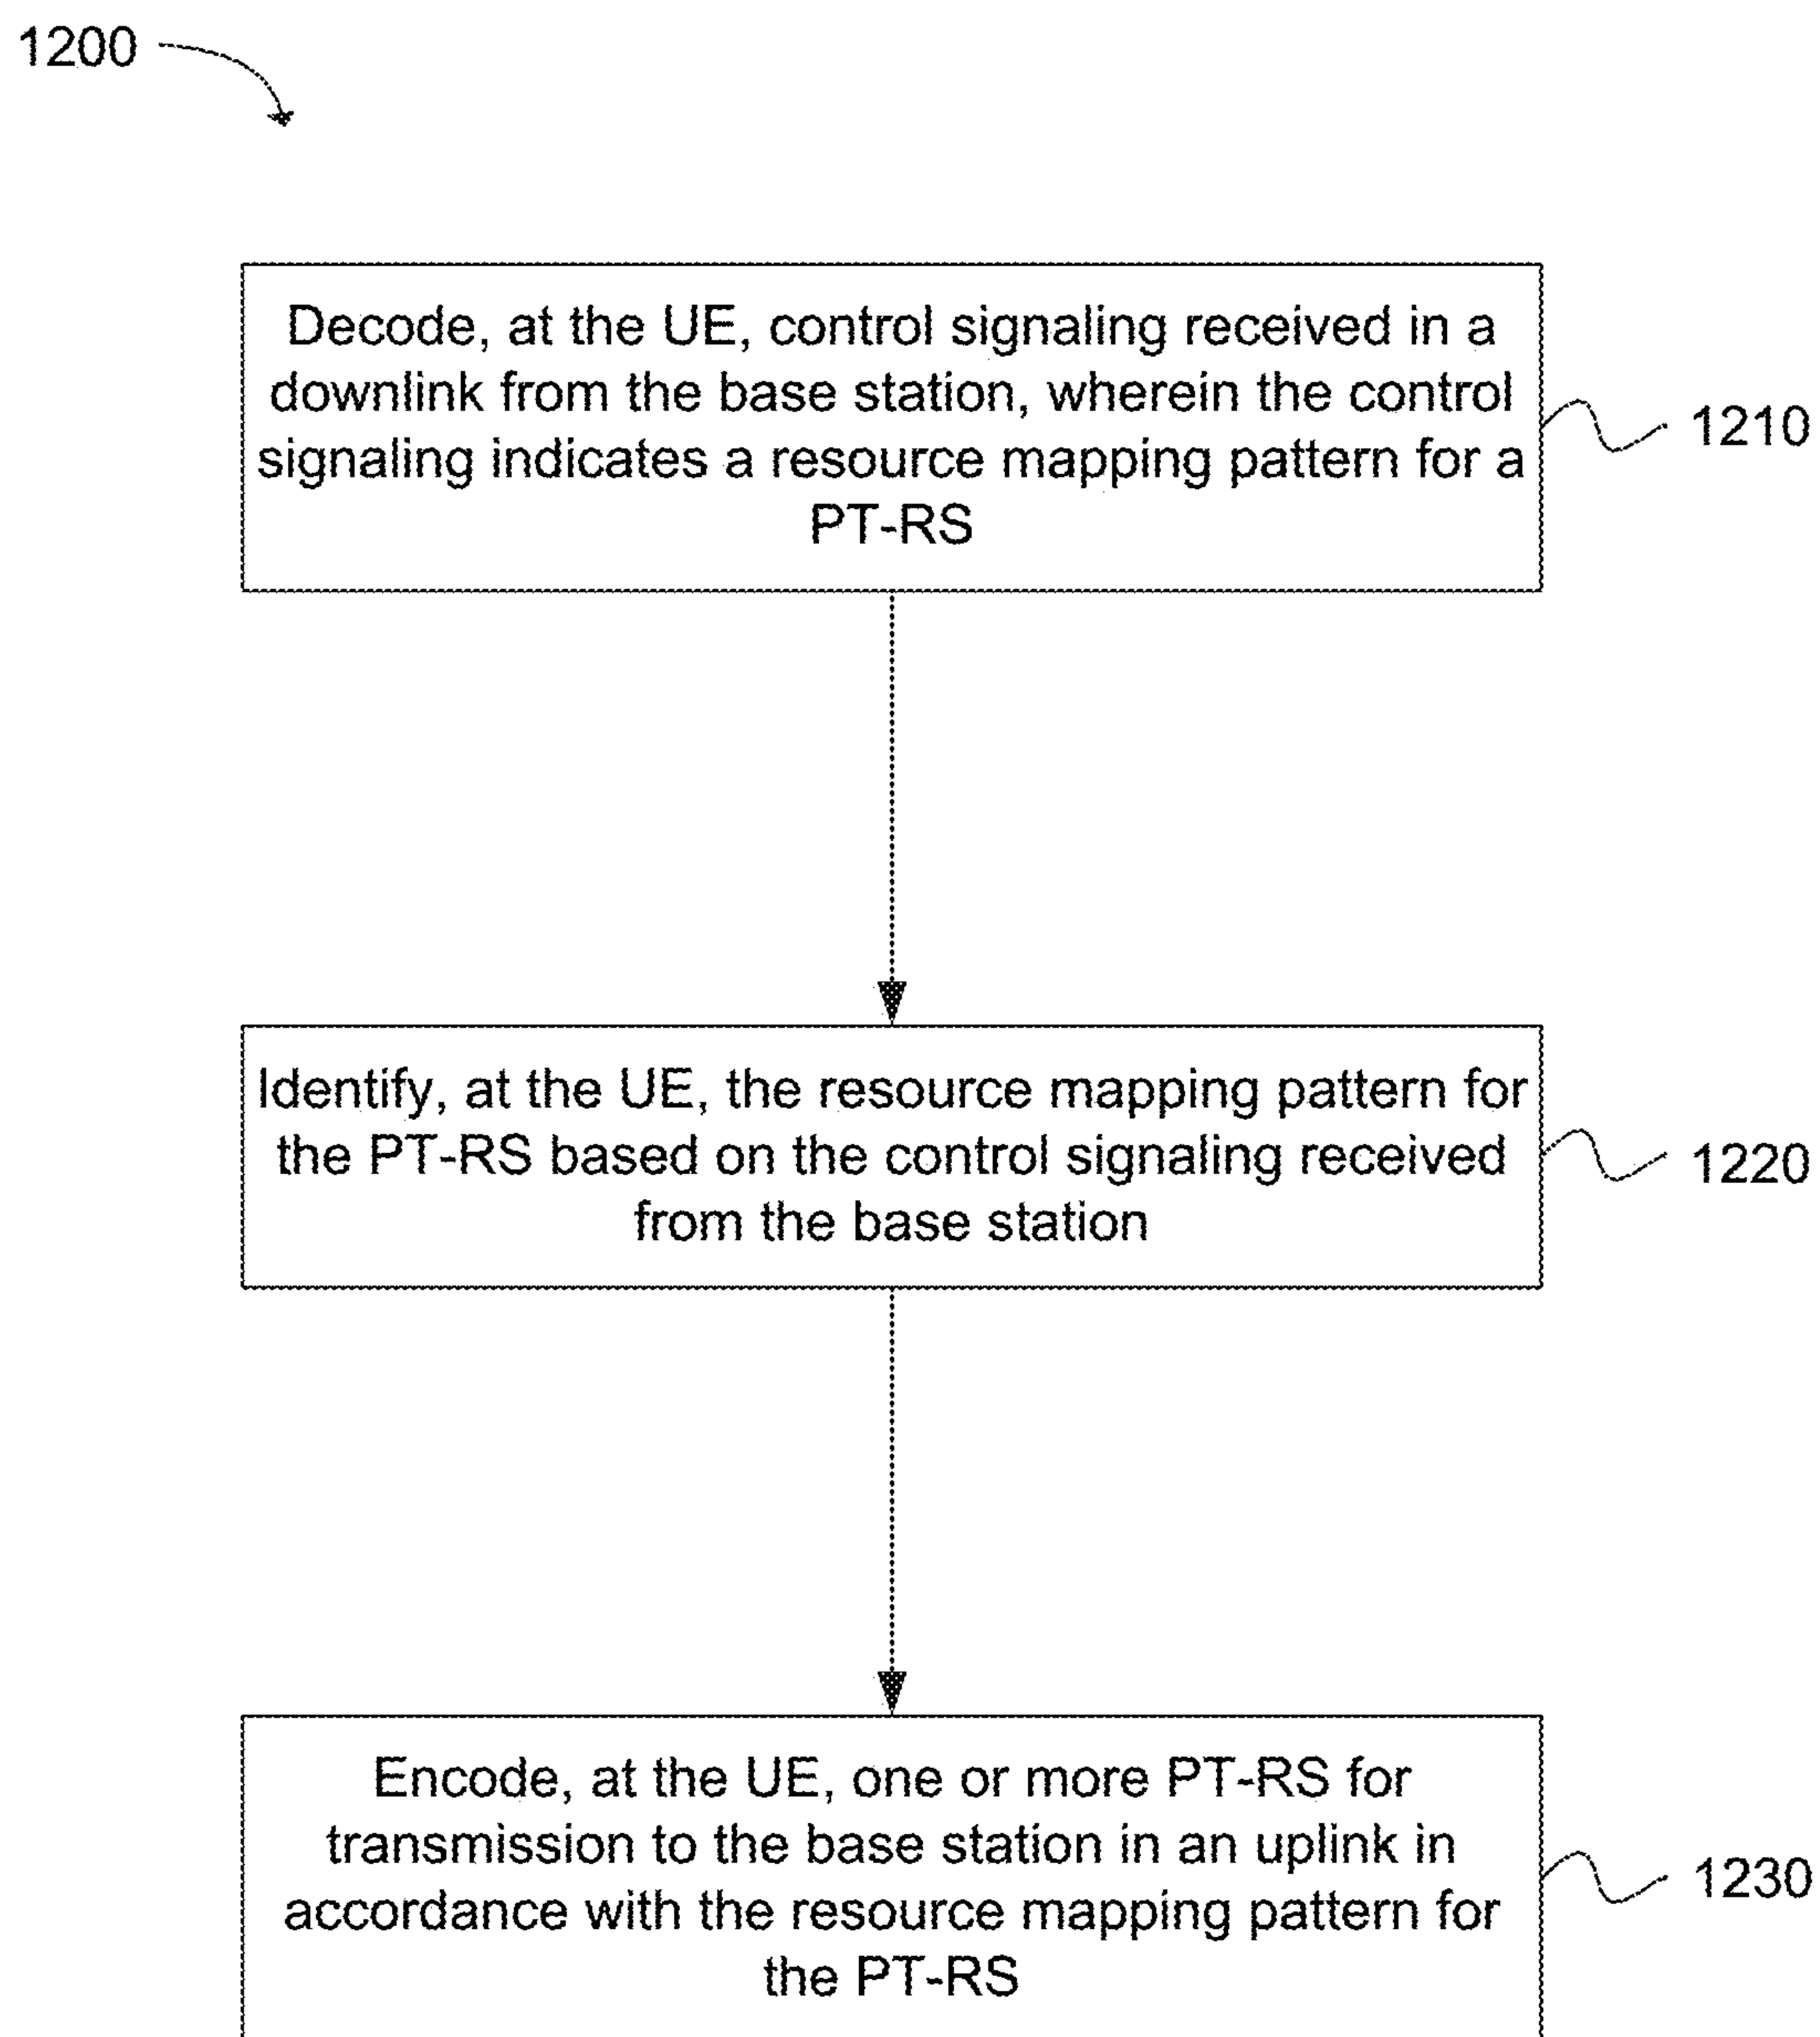 1200
Decode, at the UE, control signaling received in a
downlink from the base station, wherein the control
signaling indicates a resource mapping pattern for a
PT-RS
1210
Identify, at the UE, the resource mapping pattern for
the PT-RS based on the control signaling received
from the base station
1220
Encode, at the UE, one or more PT-RS for
transmission to the base station in an uplink in
accordance with the resource mapping pattern for
the PT-RS
1230